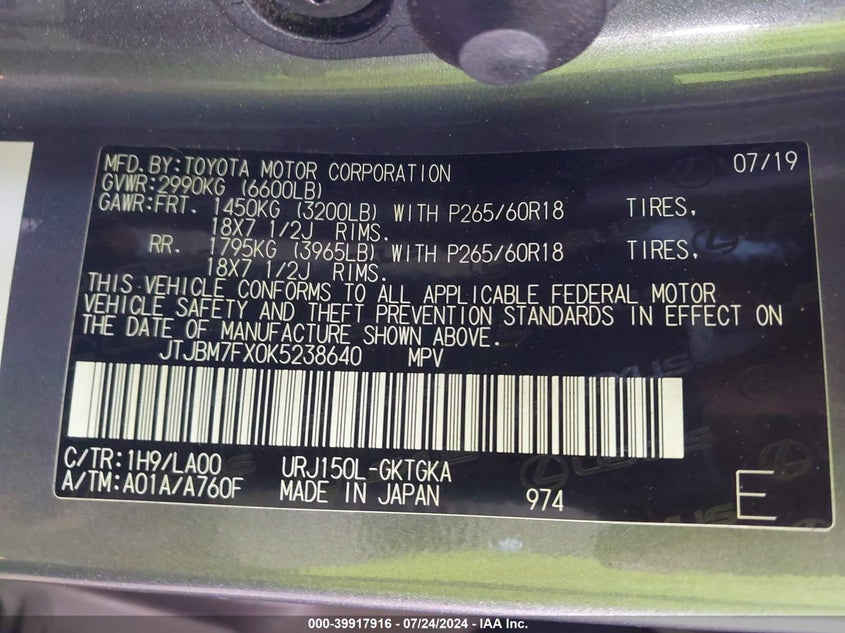 MFD. BY: TOYOTA MOTOR CORPORATION 07/19
GVWR: 2990KG (6600LB)
GAWR: FRT. 1450KG (3200LB) WITH P265/60R18 TIRES,
18X7 1/2J RIMS.
RR. 1795KG (3965LB) WITH P265/60R18 TIRES,
18X7 1/2J RIMS.
THIS VEHICLE CONFORMS TO ALL APPLICABLE FEDERAL MOTOR
VEHICLE SAFETY AND THEFT PREVENTION STANDARDS IN EFFECT ON
THE DATE OF MANUFACTURE SHOWN ABOVE.
JTJBM7FX0K5238640 MPV
C/TR: 1H9/LA00 URJ150L-GKTGKA
A/TM: A01A/A760F MADE IN JAPAN 974 E
000-39917916 - 07/24/2024 - © IAA, Inc.